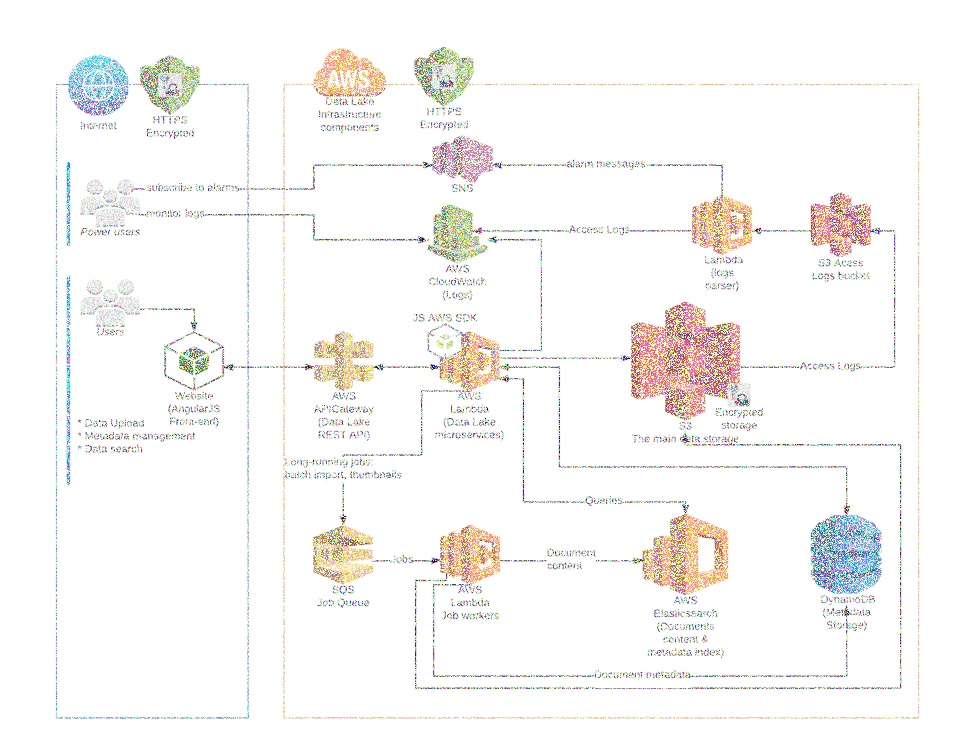 Internet
HTTPS
Encrypted
AWS
Data Lake
Infrastructure
components
HTTPS
Encrypted
subscribe to alarms
SNS
alarm messages
monitor logs
Power users
AWS
CloudWatch
(Logs)
Access Logs
Lambda
(logs
parser)
S3 Acess
Logs bucket
Users
JS AWS SDK
Website
(AngularJS
Front-end)
* Data Upload
* Metadata management
* Data search
AWS
APIGateway
(Data Lake
REST API)
AWS
Lambda
(Data Lake
microservices)
Access Logs
Encrypted
storage
S3
The main data storage
Long-running jobs:
batch import, thumbnails
Queries
SQS
Job Queue
Jobs
AWS
Lambda
Job workers
Document
content
AWS
Elasticsearch
(Documents
content &
metadata index)
DynamoDB
(Metadata
Storage)
Document metadata